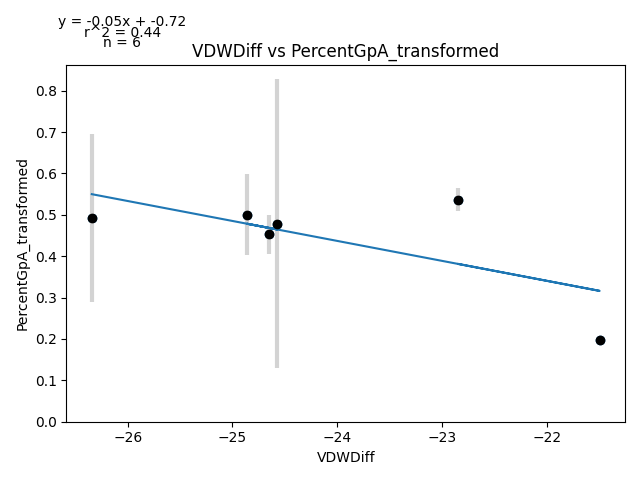 y = -0.05x + -0.72
r^2 = 0.44
n = 6
VDWDiff vs PercentGpA_transformed
PercentGpA_transformed
0.8
0.7
0.6
0.5
0.4
0.3
0.2
0.1
0.0
−26
−25
−24
−23
−22
VDWDiff